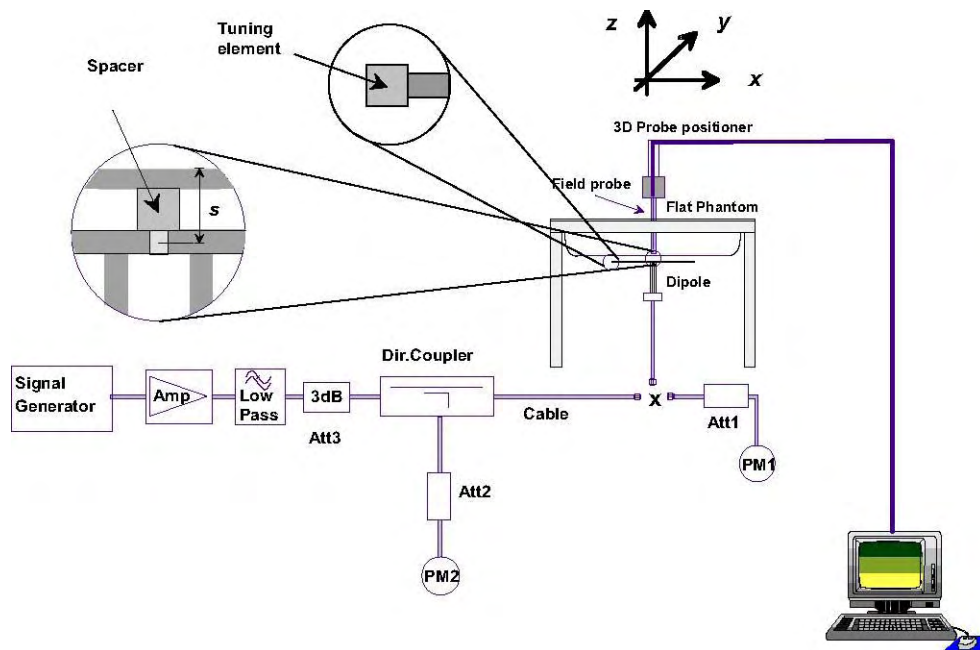 Tuning
element
Spacer
z
y
x
3D Probe positioner
s
Field probe
Flat Phantom
Dipole
Dir.Coupler
Signal
Generator
Amp
Low
Pass
3dB
Att3
Cable
x
Att1
PM1
Att2
PM2